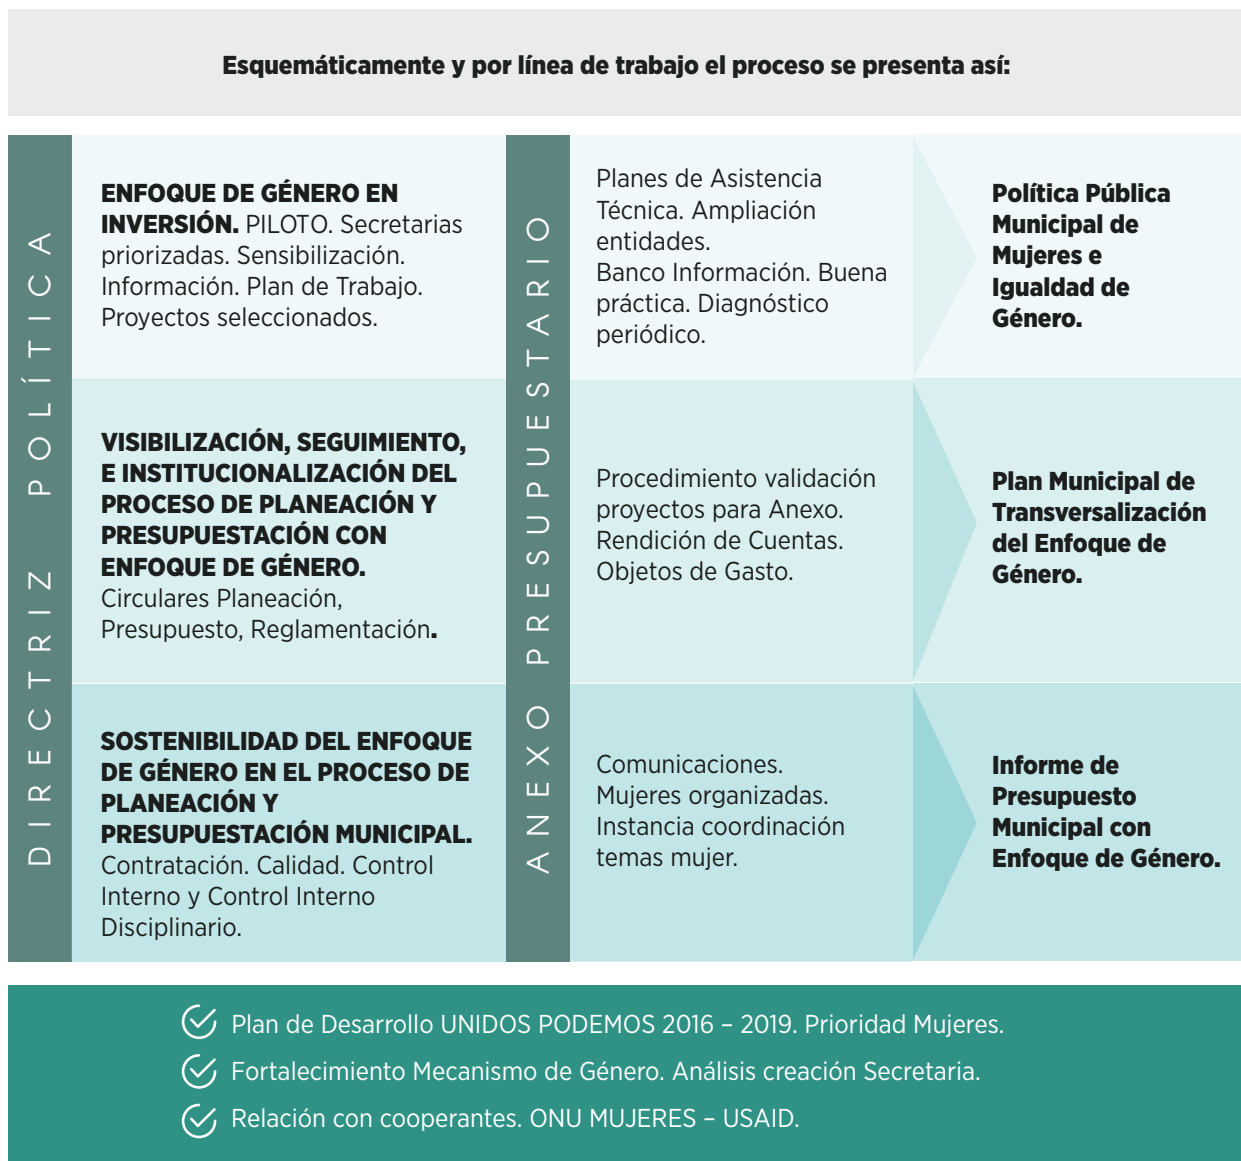 Esquemáticamente y por línea de trabajo el proceso se presenta así:
DIRECTRIZ POLÍTICA
ENFOQUE DE GÉNERO EN
INVERSIÓN. PILOTO. Secretarias
priorizadas. Sensibilización.
Información. Plan de Trabajo.
Proyectos seleccionados.
VISIBILIZACIÓN, SEGUIMIENTO,
E INSTITUCIONALIZACIÓN DEL
PROCESO DE PLANEACIÓN Y
PRESUPUESTACIÓN CON
ENFOQUE DE GÉNERO.
Circulares Planeación,
Presupuesto, Reglamentación.
SOSTENIBILIDAD DEL ENFOQUE
DE GÉNERO EN EL PROCESO DE
PLANEACIÓN Y
PRESUPUESTACIÓN MUNICIPAL.
Contratación. Calidad. Control
Interno y Control Interno
Disciplinario.
ANEXO PRESUPUESTARIO
Planes de Asistencia
Técnica. Ampliación
entidades.
Banco Información. Buena
práctica. Diagnóstico
periódico.
Procedimiento validación
proyectos para Anexo.
Rendición de Cuentas.
Objetos de Gasto.
Comunicaciones.
Mujeres organizadas.
Instancia coordinación
temas mujer.
Política Pública
Municipal de
Mujeres e
Igualdad de
Género.
Plan Municipal de
Transversalización
del Enfoque de
Género.
Informe de
Presupuesto
Municipal con
Enfoque de Género.
Plan de Desarrollo UNIDOS PODEMOS 2016 – 2019. Prioridad Mujeres.
Fortalecimiento Mecanismo de Género. Análisis creación Secretaria.
Relación con cooperantes. ONU MUJERES – USAID.